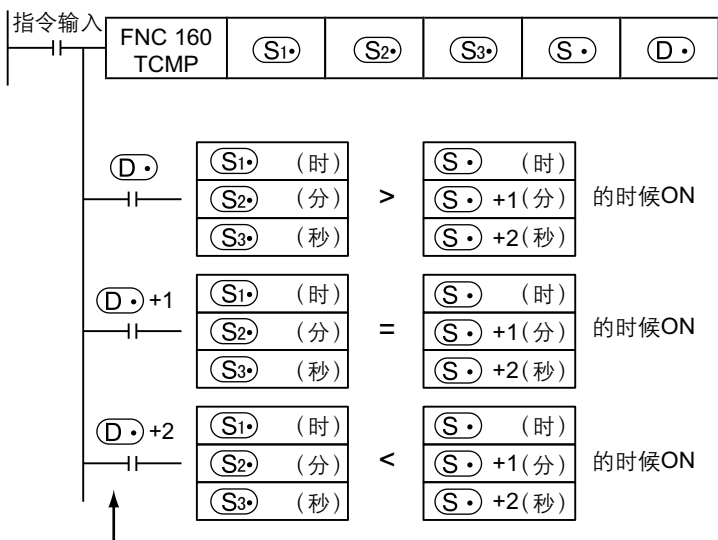 指令输入
FNC 160 TCMP S1• S2• S3• S• D•
D•
S1• (时) > S• (时) 的时候ON
S2• (分) S• +1(分)
S3• (秒) S• +2(秒)
D• +1
S1• (时) = S• (时) 的时候ON
S2• (分) S• +1(分)
S3• (秒) S• +2(秒)
D• +2
S1• (时) < S• (时) 的时候ON
S2• (分) S• +1(分)
S3• (秒) S• +2(秒)